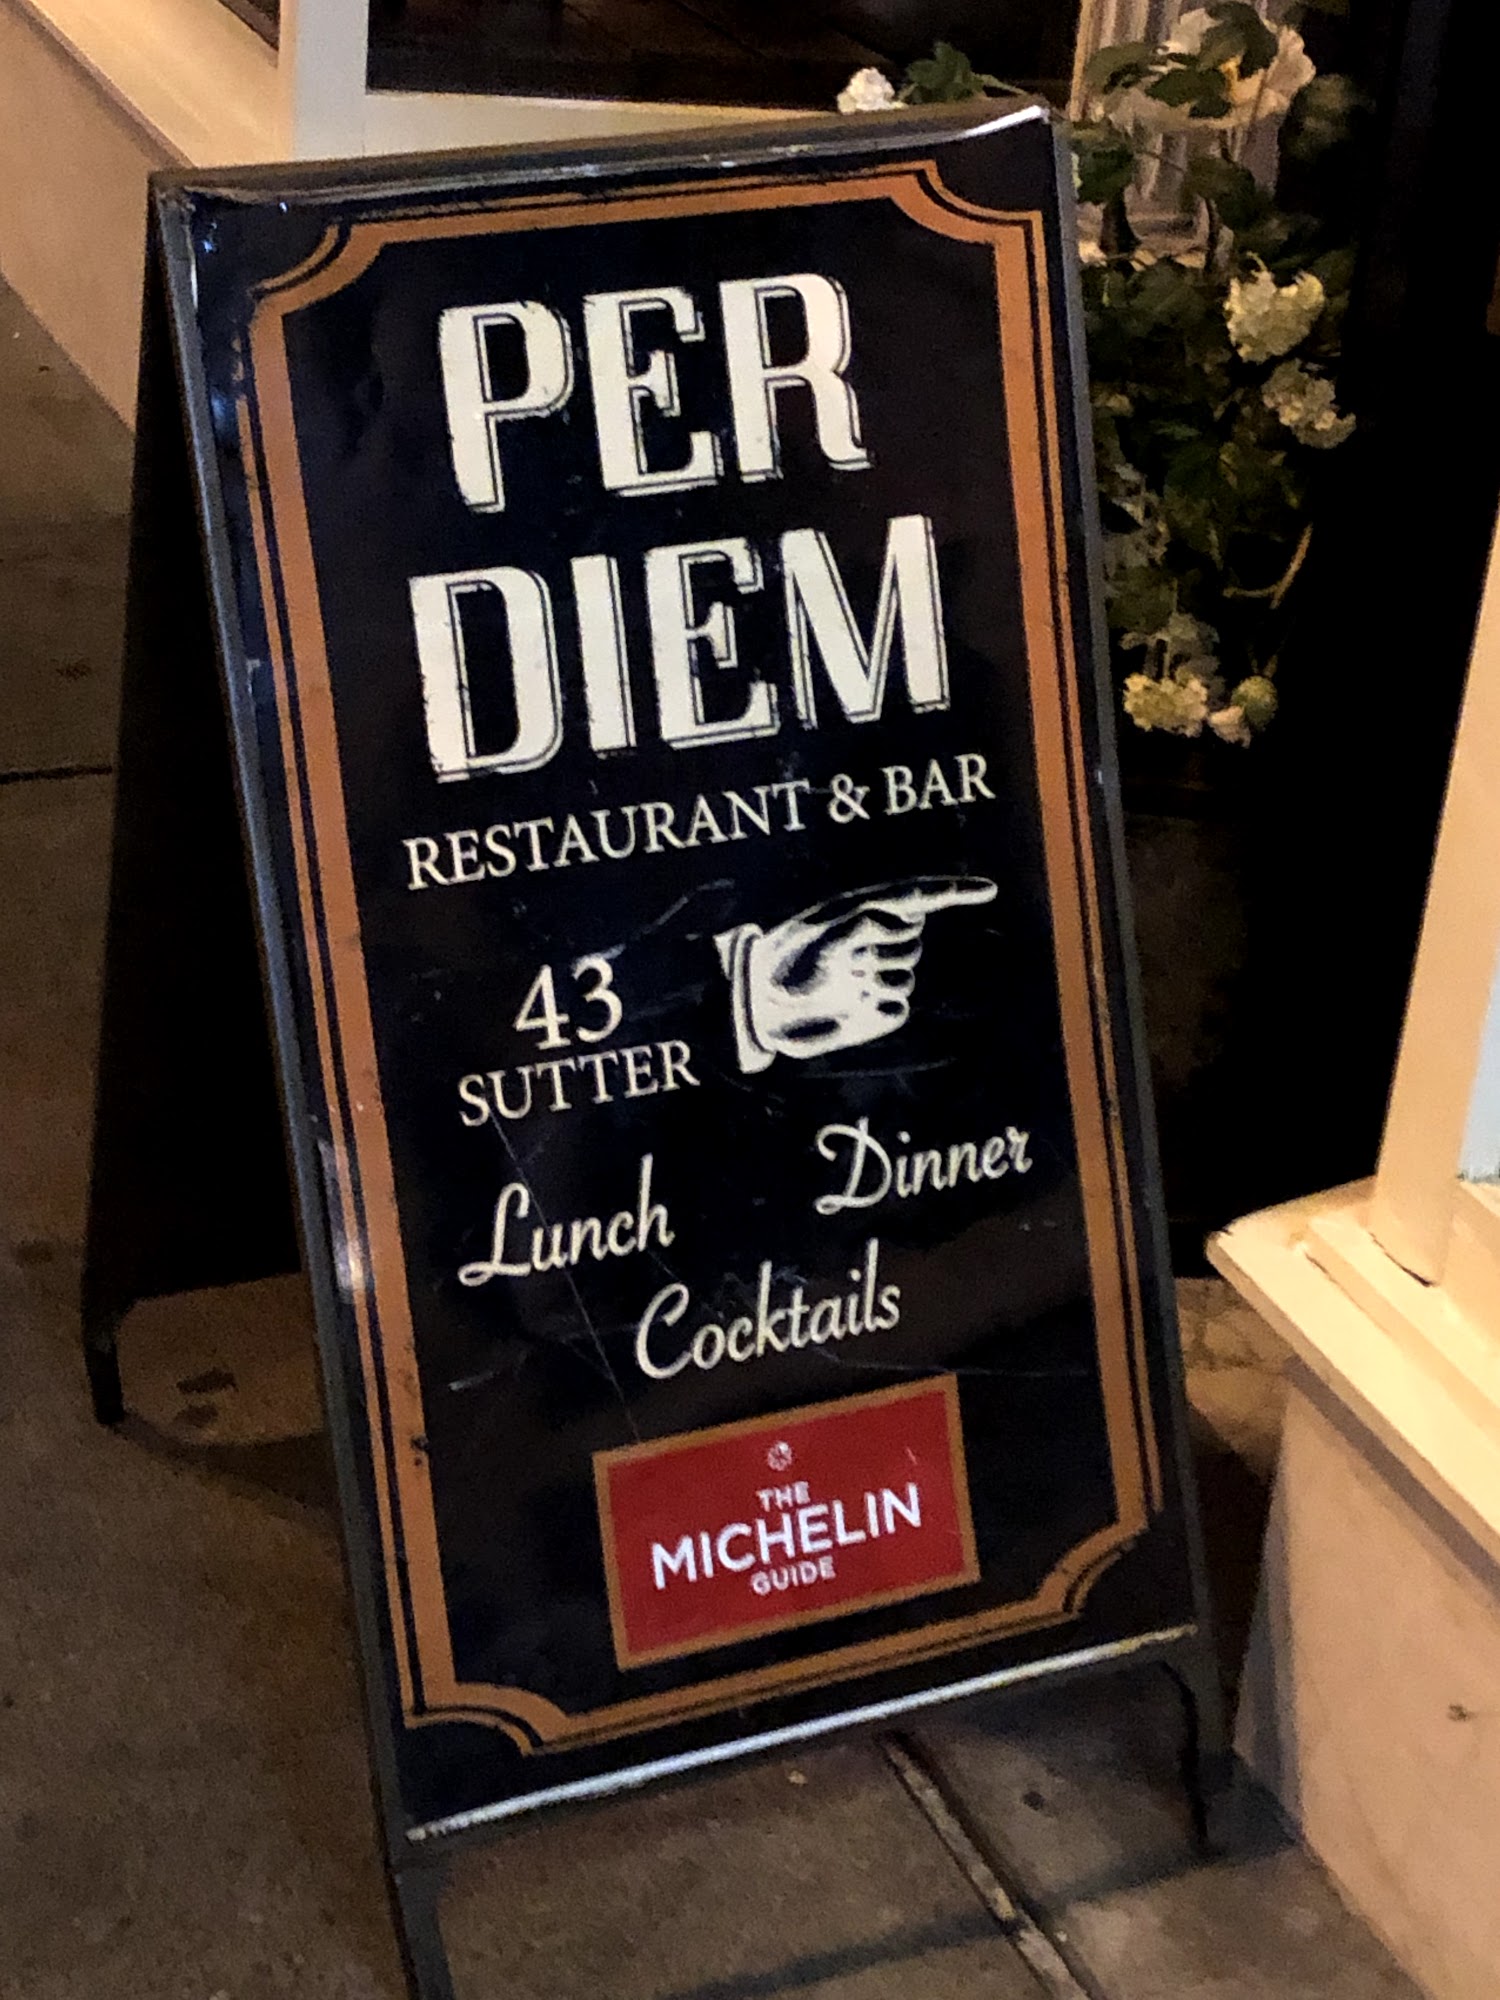 PER
DIEM
RESTAURANT & BAR
43
SUTTER
Lunch Dinner
Cocktails
THE
MICHELIN
GUIDE